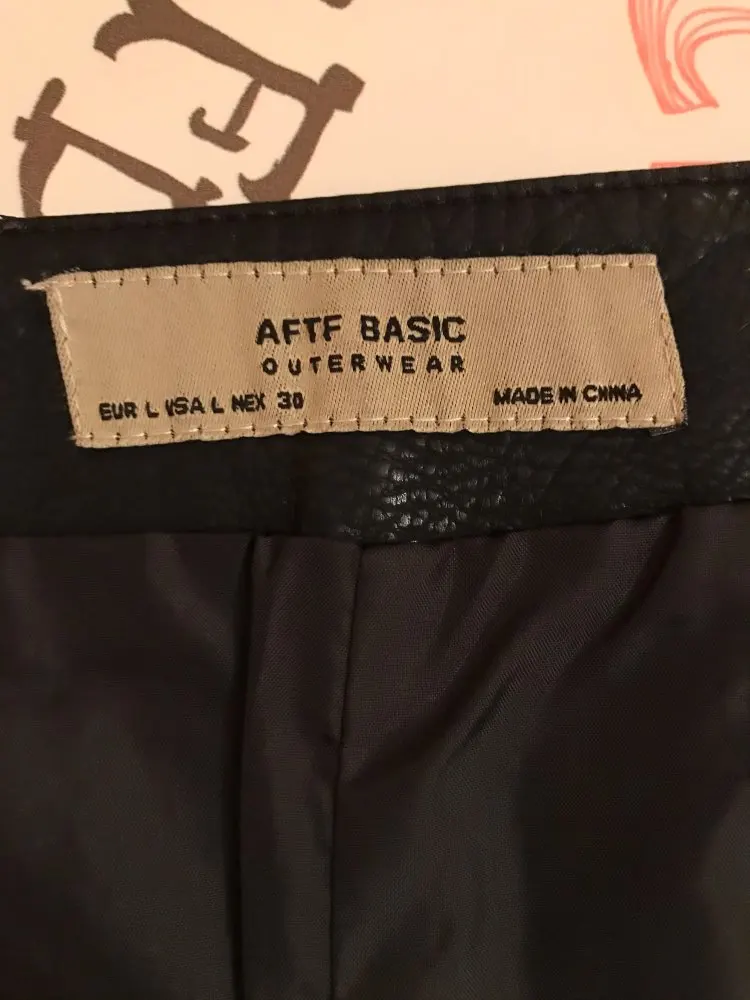 AFTF BASIC
OUTERWEAR
EUR L USA L MEX 30
MADE IN CHINA